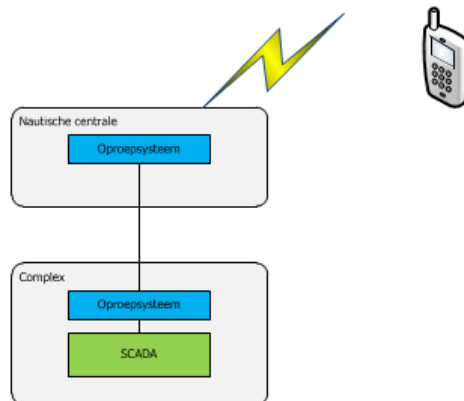 Nautische centrale
Oproepsysteem
Complex
Oproepsysteem
SCADA